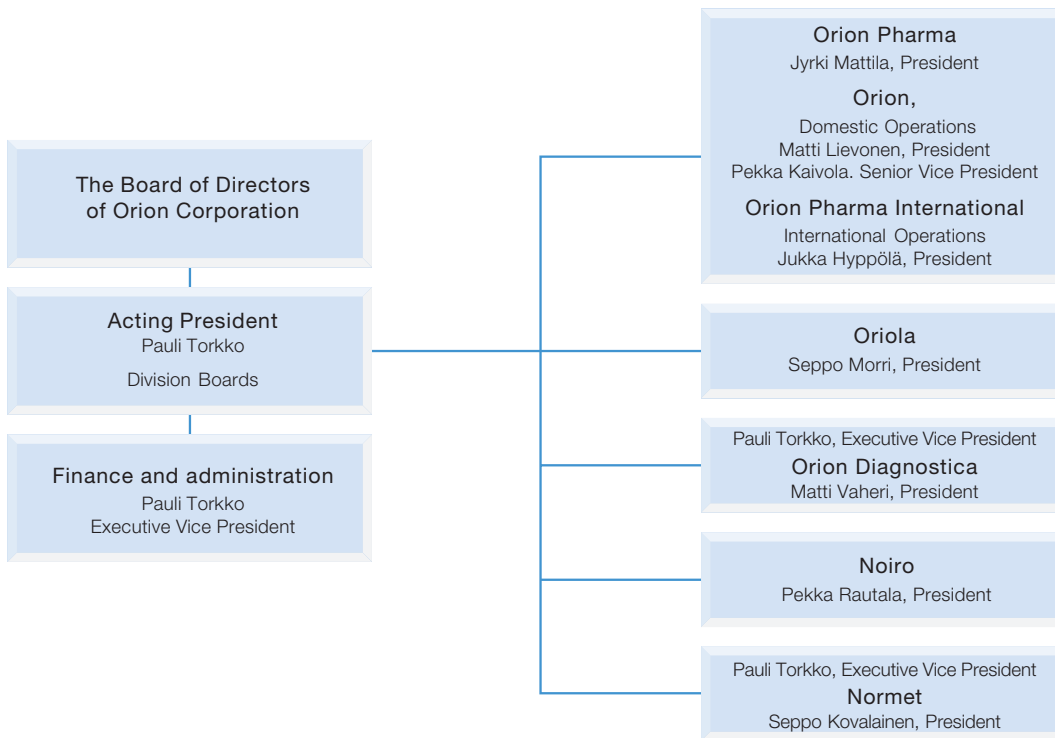 The Board of Directors
of Orion Corporation
Acting President
Pauli Torkko
Division Boards
Finance and administration
Pauli Torkko
Executive Vice President
Orion Pharma
Jyrki Mattila, President
Orion,
Domestic Operations
Matti Lievonen, President
Pekka Kaivola. Senior Vice President
Orion Pharma International
International Operations
Jukka Hyppölä, President
Oriola
Seppo Morri, President
Pauli Torkko, Executive Vice President
Orion Diagnostica
Matti Vaheri, President
Noiro
Pekka Rautala, President
Pauli Torkko, Executive Vice President
Normet
Seppo Kovalainen, President